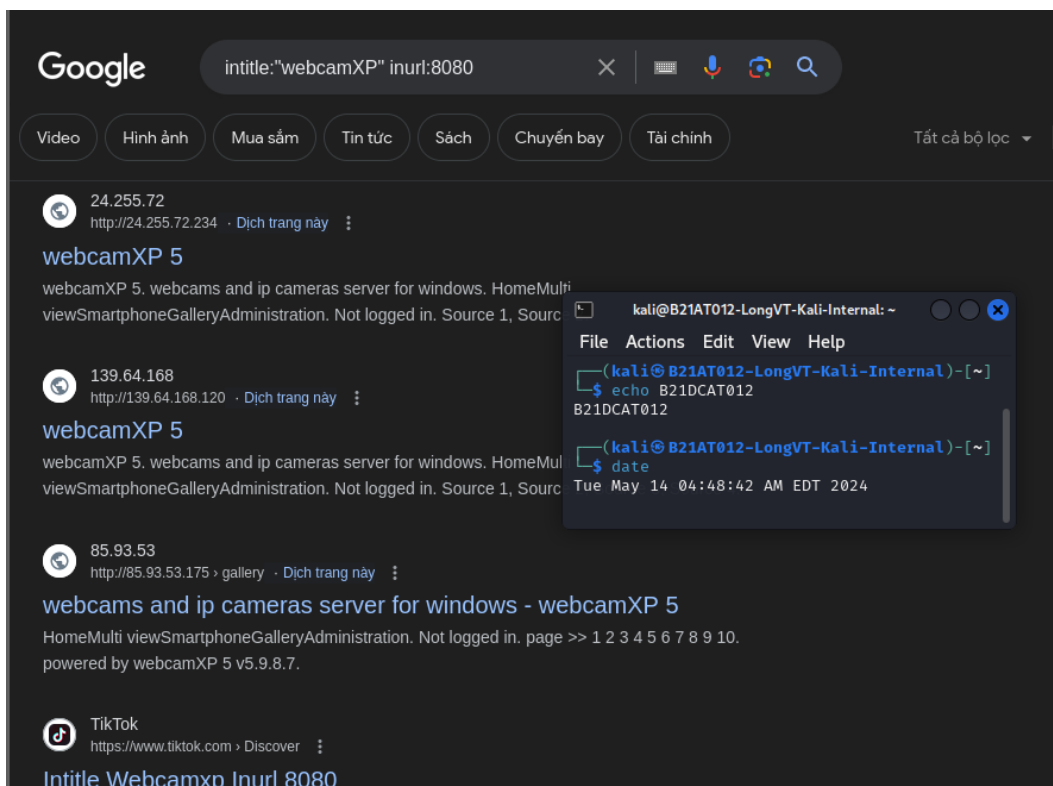 Google
intitle:"webcamXP" inurl:8080
Video Hình ảnh Mua sắm Tin tức Sách Chuyến bay Tài chính Tất cả bộ lọc
24.255.72
http://24.255.72.234 · Dịch trang này
webcamXP 5
webcamXP 5. webcams and ip cameras server for windows. HomeMulti
viewSmartphoneGalleryAdministration. Not logged in. Source 1, Sourc
139.64.168
http://139.64.168.120 · Dịch trang này
webcamXP 5
webcamXP 5. webcams and ip cameras server for windows. HomeMul
viewSmartphoneGalleryAdministration. Not logged in. Source 1, Sourc
85.93.53
http://85.93.53.175 › gallery · Dịch trang này
webcams and ip cameras server for windows - webcamXP 5
HomeMulti viewSmartphoneGalleryAdministration. Not logged in. page >> 1 2 3 4 5 6 7 8 9 10.
powered by webcamXP 5 v5.9.8.7.
TikTok
https://www.tiktok.com › Discover
Intitle Webcamxp Inurl 8080
kali@B21AT012-LongVT-Kali-Internal: ~
File Actions Edit View Help
┌──(kali㉿B21AT012-LongVT-Kali-Internal)-[~]
└─$ echo B21DCAT012
B21DCAT012
┌──(kali㉿B21AT012-LongVT-Kali-Internal)-[~]
└─$ date
Tue May 14 04:48:42 AM EDT 2024